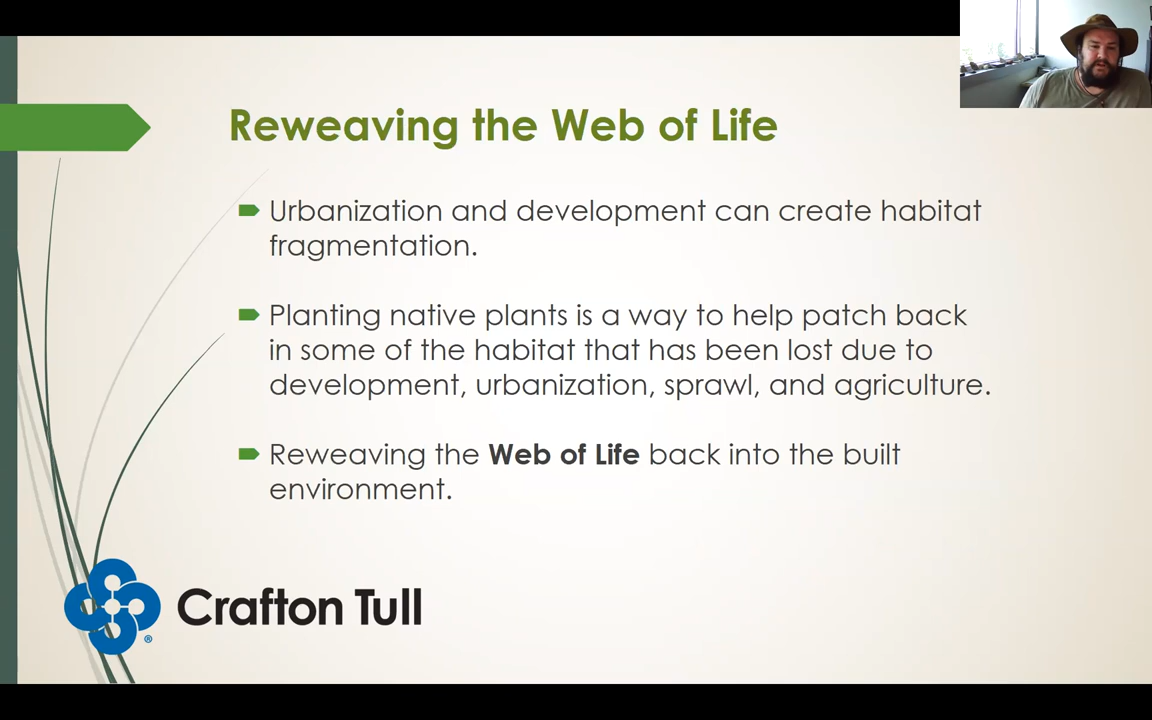 Reweaving the Web of Life
Urbanization and development can create habitat
fragmentation.
Planting native plants is a way to help patch back
in some of the habitat that has been lost due to
development, urbanization, sprawl, and agriculture.
Reweaving the Web of Life back into the built
environment.
Crafton Tull
®